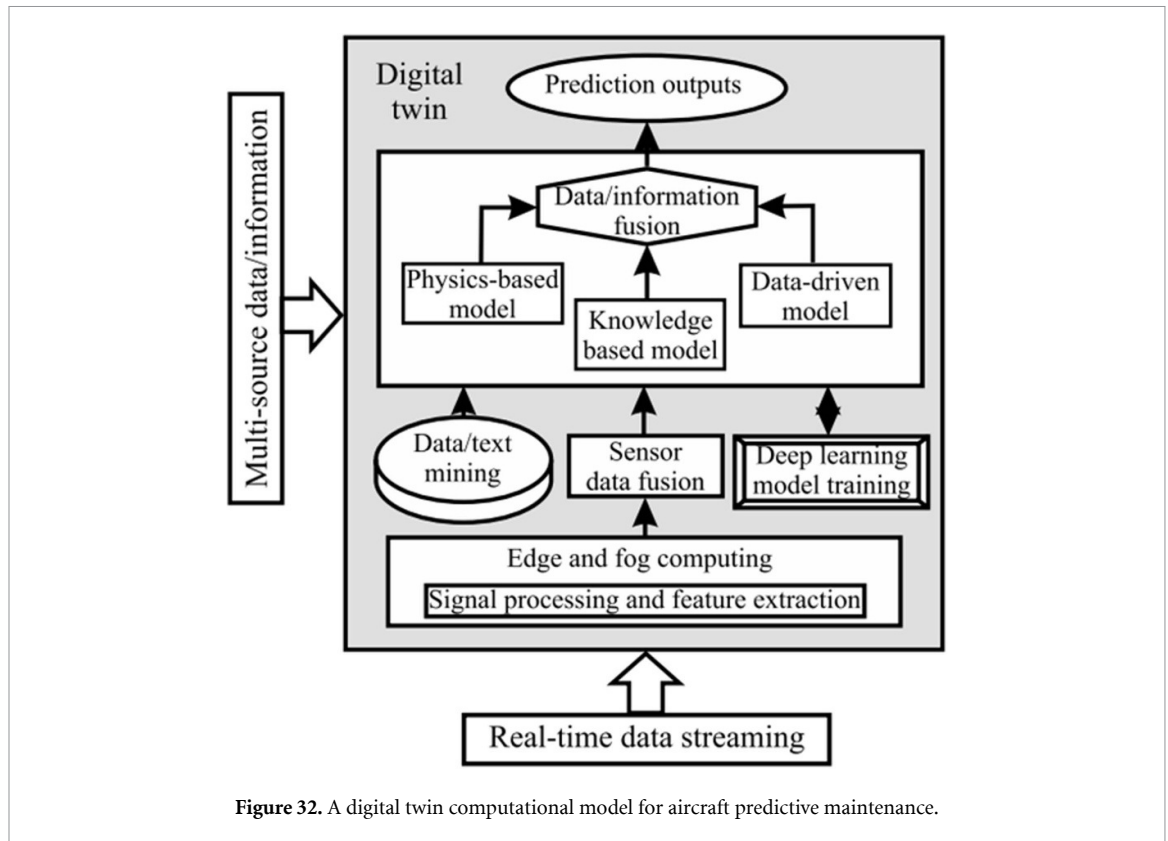 Multi-source data/information
Digital
twin
Prediction outputs
Data/information
fusion
Physics-based
model
Knowledge
based model
Data-driven
model
Data/text
mining
Sensor
data fusion
Deep learning
model training
Edge and fog computing
Signal processing and feature extraction
Real-time data streaming
Figure 32. A digital twin computational model for aircraft predictive maintenance.